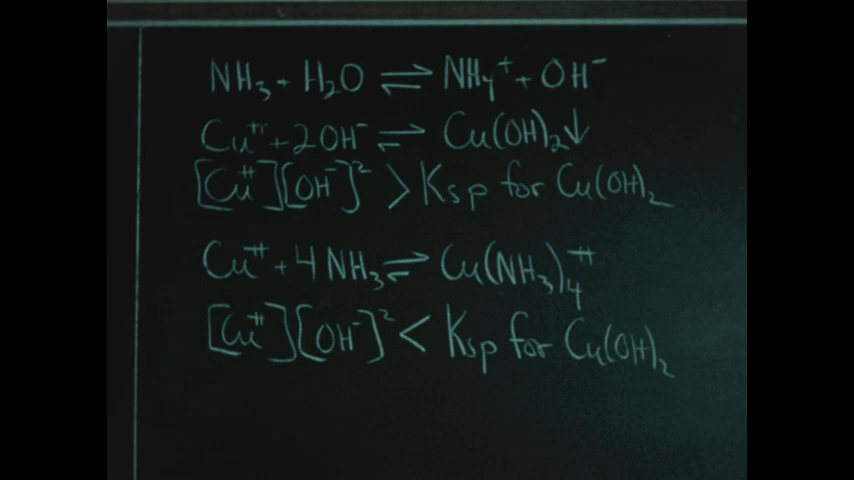 NH₃ + H₂O ⇌ NH₄⁺ + OH⁻
Cu⁺⁺ + 2OH⁻ ⇌ Cu(OH)₂↓
[Cu⁺⁺][OH⁻]² > Ksp for Cu(OH)₂
Cu⁺⁺ + 4NH₃ ⇌ Cu(NH₃)₄⁺⁺
[Cu⁺⁺][OH⁻]² < Ksp for Cu(OH)₂